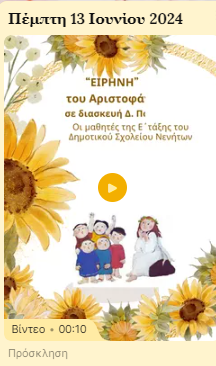 Πέμπτη 13 Ιουνίου 2024
"ΕΙΡΗΝΗ"
του Αριστοφά
σε διασκευή Δ.
Οι μαθητές της Ε΄τάξης του
Δημοτικού Σχολείου Νενήτων
Βίντεο • 00:10
Πρόσκληση